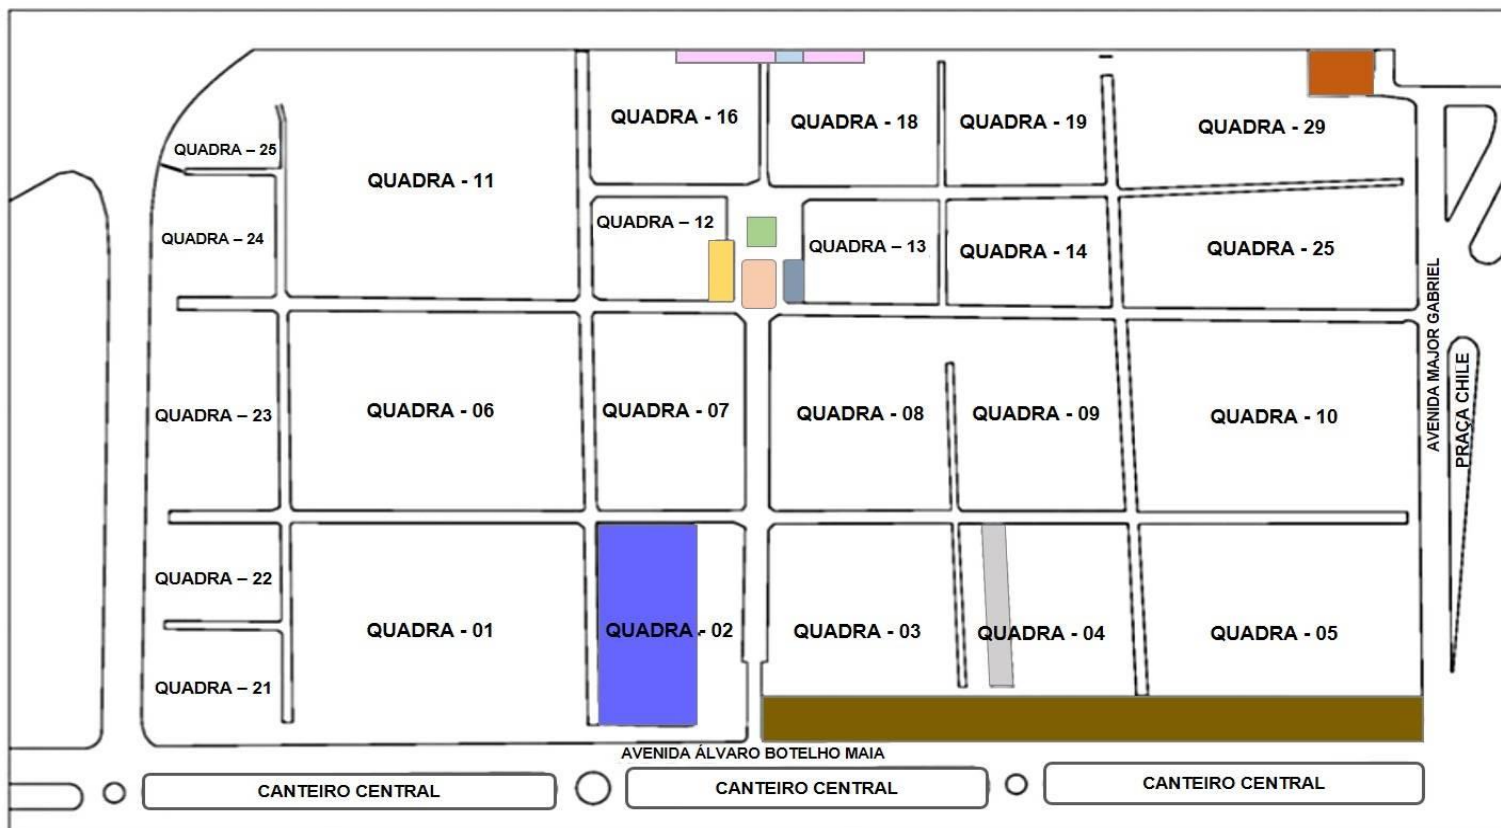 QUADRA - 16
QUADRA - 18
QUADRA - 19
QUADRA - 29
QUADRA – 25
QUADRA - 11
QUADRA – 12
QUADRA – 24
QUADRA – 13
QUADRA - 14
QUADRA - 25
AVENIDA MAJOR GABRIEL
PRAÇA CHILE
QUADRA – 23
QUADRA - 06
QUADRA - 07
QUADRA - 08
QUADRA - 09
QUADRA - 10
QUADRA – 22
QUADRA - 01
QUADRA - 02
QUADRA - 03
QUADRA - 04
QUADRA - 05
QUADRA – 21
AVENIDA ÁLVARO BOTELHO MAIA
CANTEIRO CENTRAL
CANTEIRO CENTRAL
CANTEIRO CENTRAL